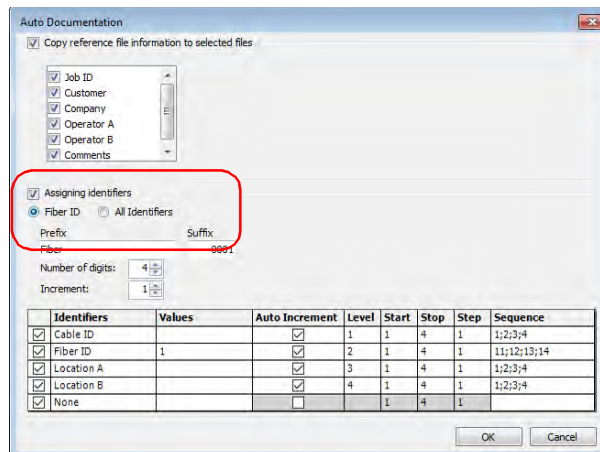 Auto Documentation
Copy reference file information to selected files
Job ID
Customer
Company
Operator A
Operator B
Comments
Assigning identifiers
Fiber ID All Identifiers
Prefix Suffix
Fiber 0001
Number of digits: 4
Increment: 1
Identifiers Values Auto Increment Level Start Stop Step Sequence
Cable ID 1 1 4 1 1;2;3;4
Fiber ID 1 2 1 4 1 11;12;13;14
Location A 3 1 4 1 1;2;3;4
Location B 4 1 4 1 1;2;3;4
None 1 4 1
OK Cancel